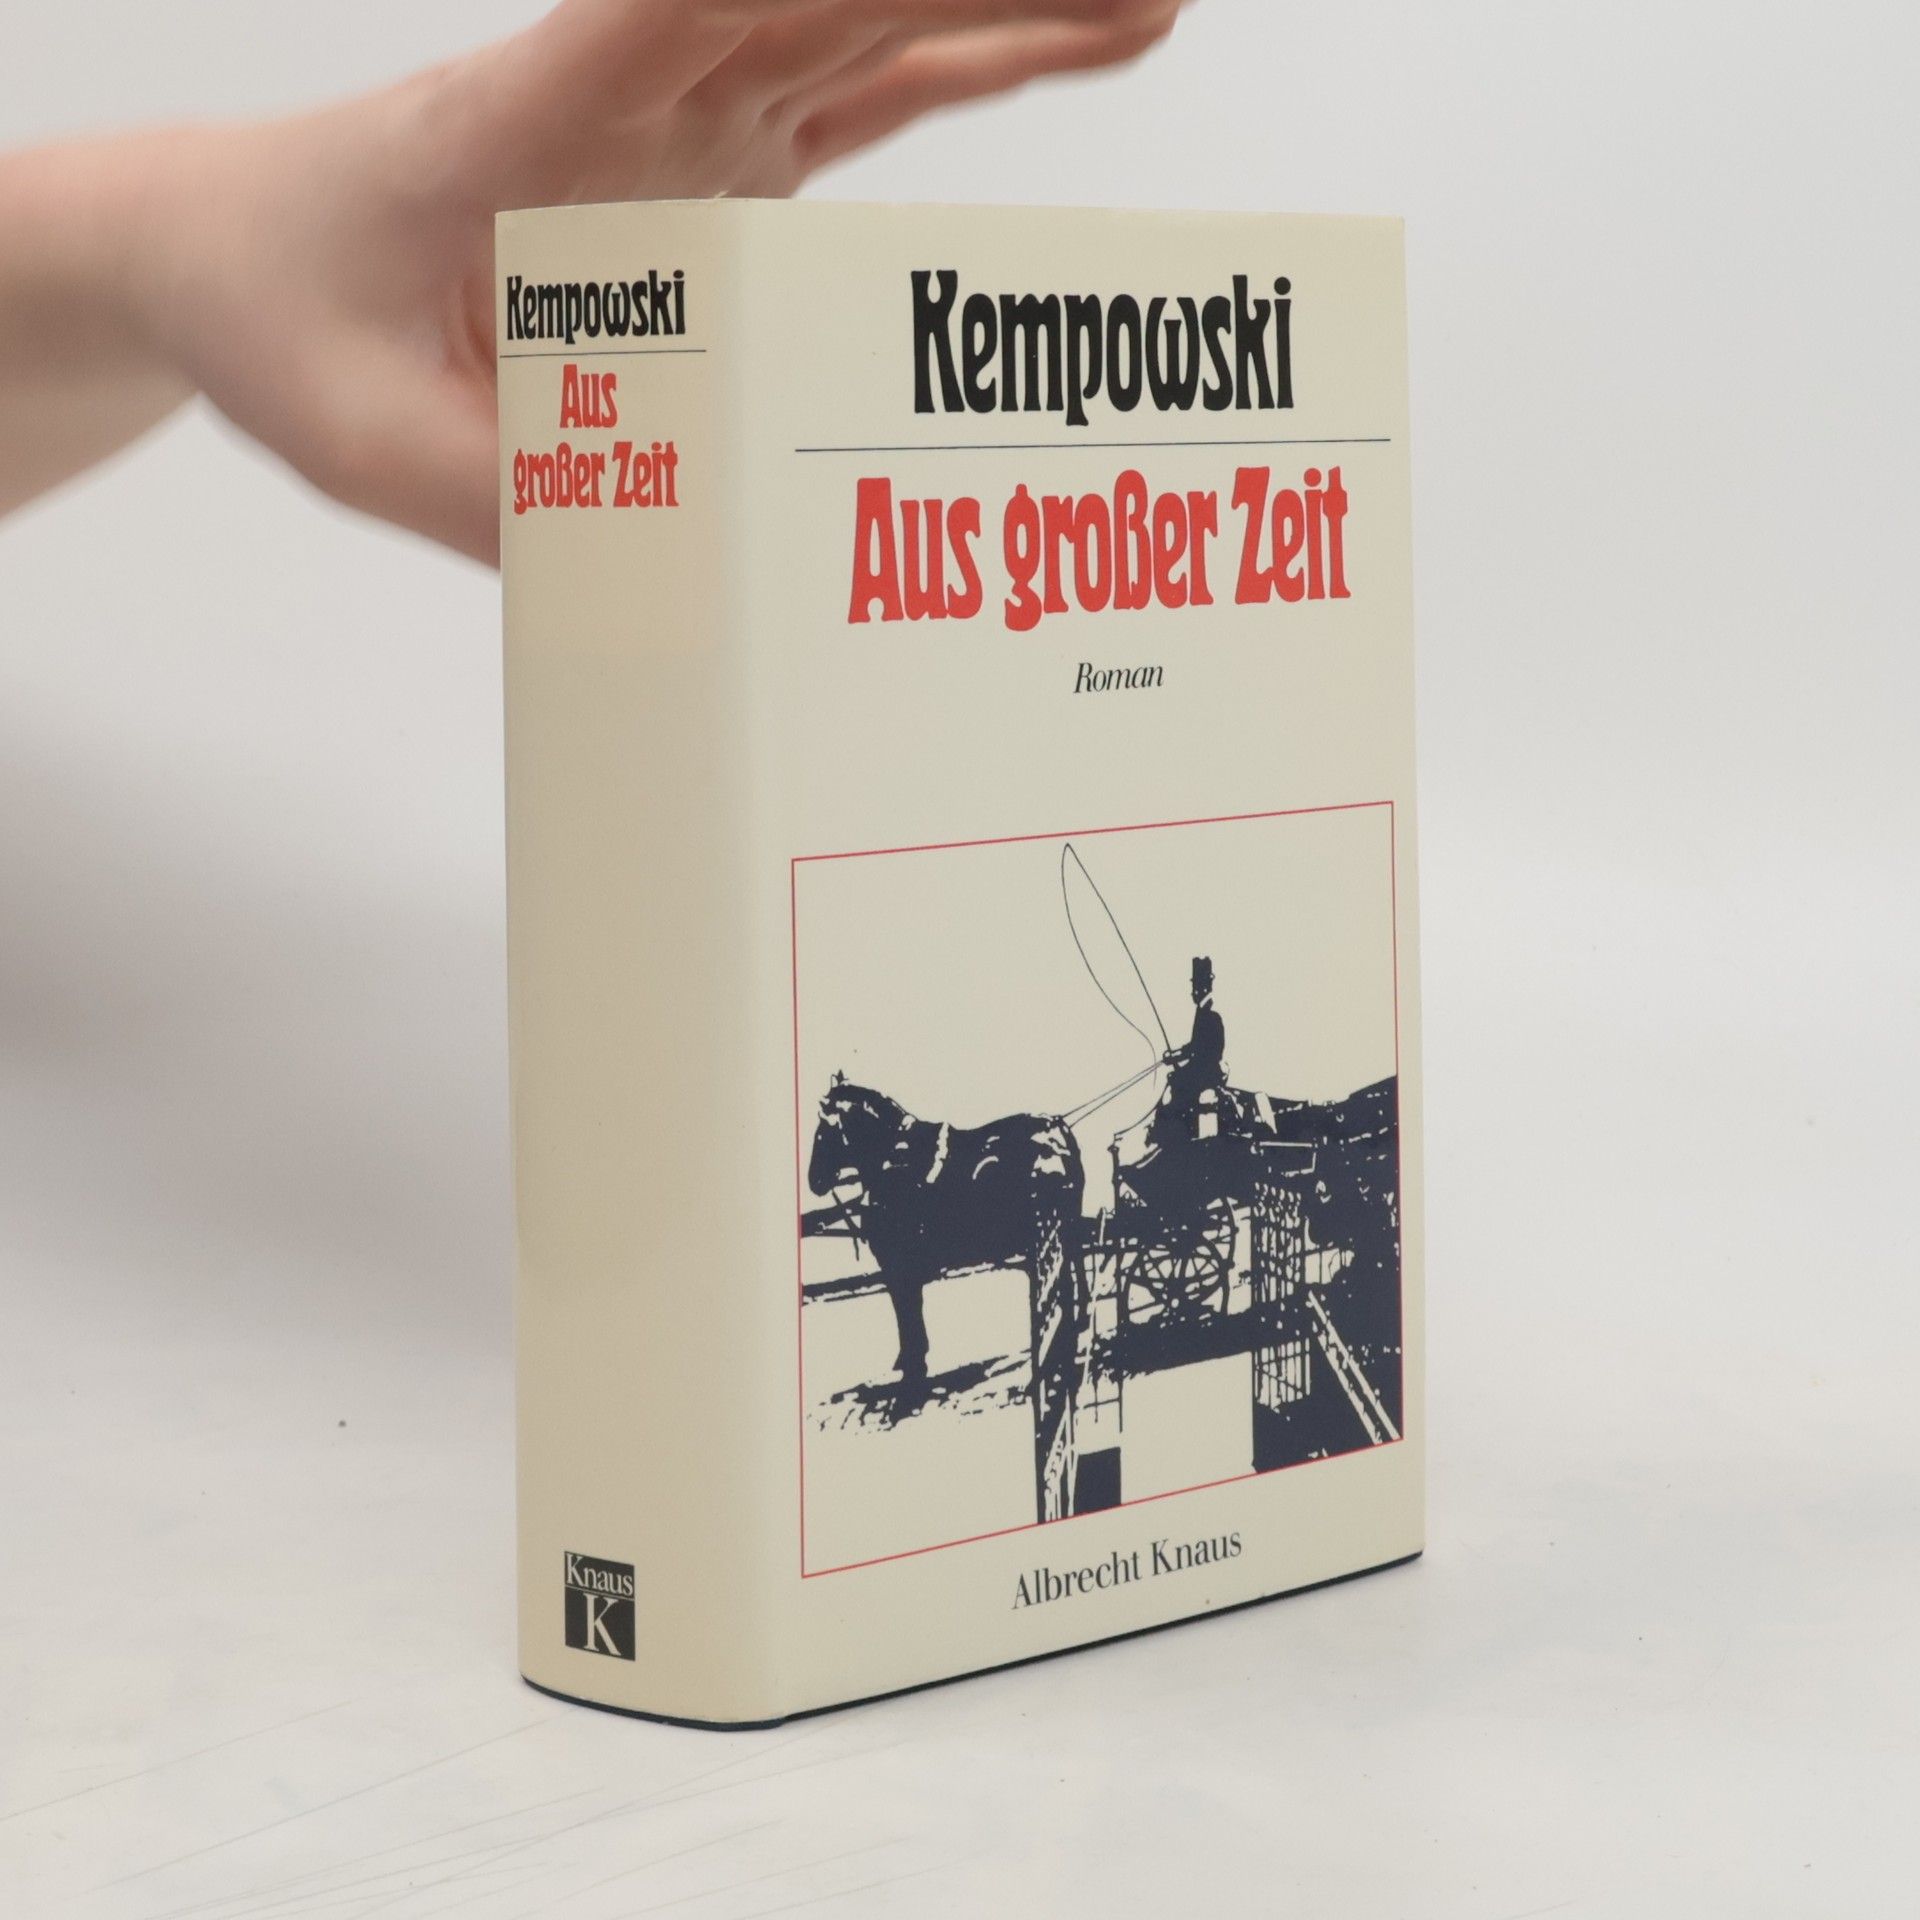 Kempowski
Aus
großer Zeit
Knaus
K
Kempowski
Aus großer Zeit
Roman
Albrecht Knaus